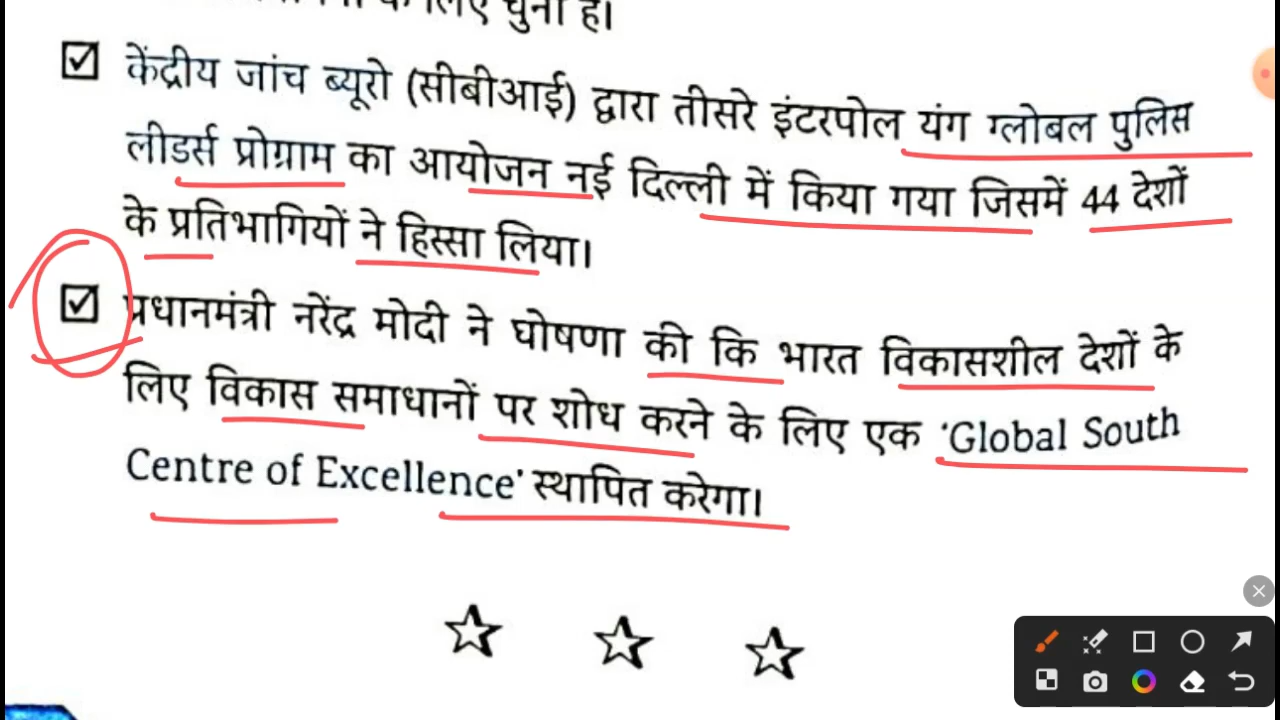 के लिए चुना है।
केंद्रीय जांच ब्यूरो (सीबीआई) द्वारा तीसरे इंटरपोल यंग ग्लोबल पुलिस
लीडर्स प्रोग्राम का आयोजन नई दिल्ली में किया गया जिसमें 44 देशों
के प्रतिभागियों ने हिस्सा लिया।
प्रधानमंत्री नरेंद्र मोदी ने घोषणा की कि भारत विकासशील देशों के
लिए विकास समाधानों पर शोध करने के लिए एक 'Global South
Centre of Excellence' स्थापित करेगा।